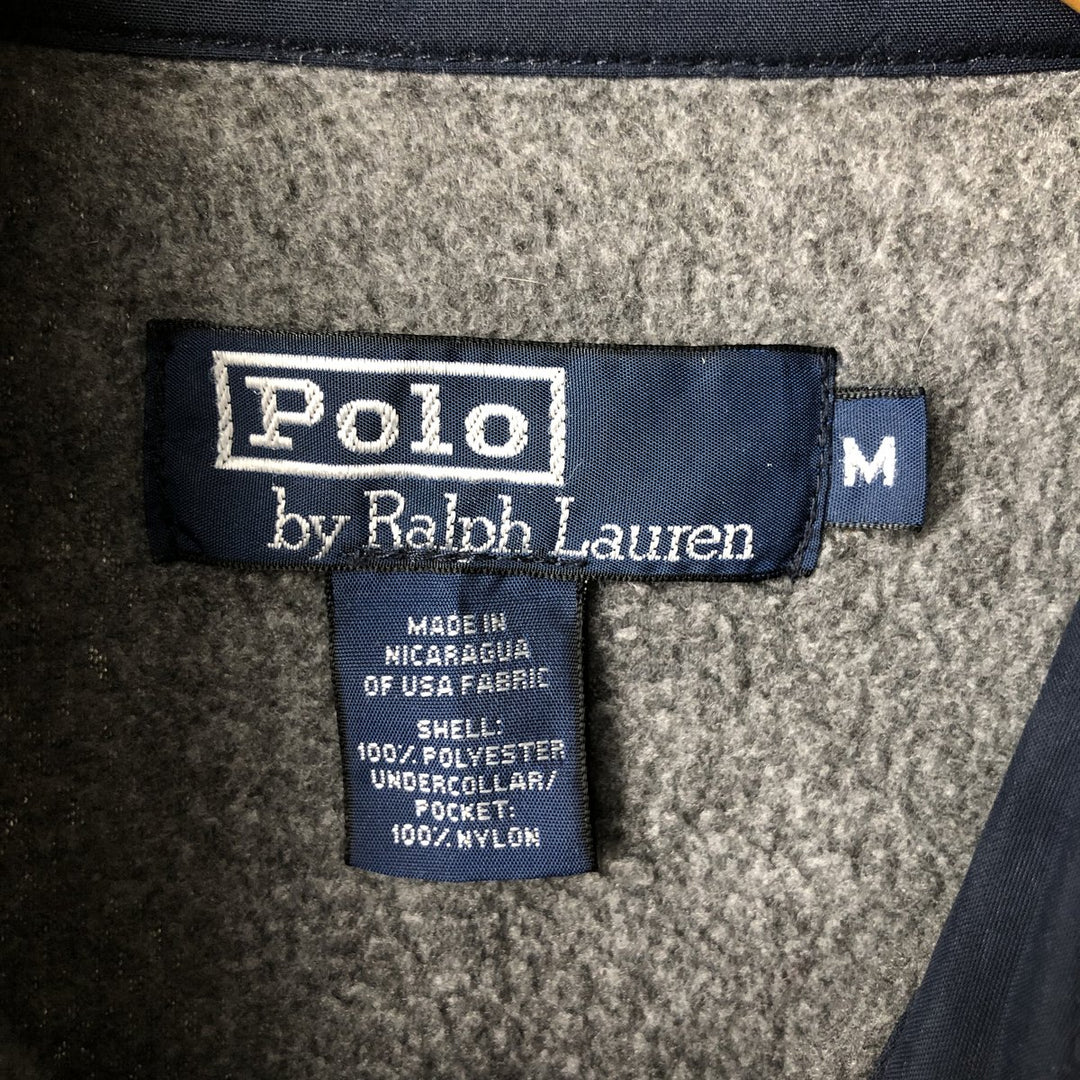 Polo
by Ralph Lauren
M
MADE IN
NICARAGUA
OF USA FABRIC
SHELL:
100% POLYESTER
UNDERCOLLAR/
POCKET:
100% NYLON